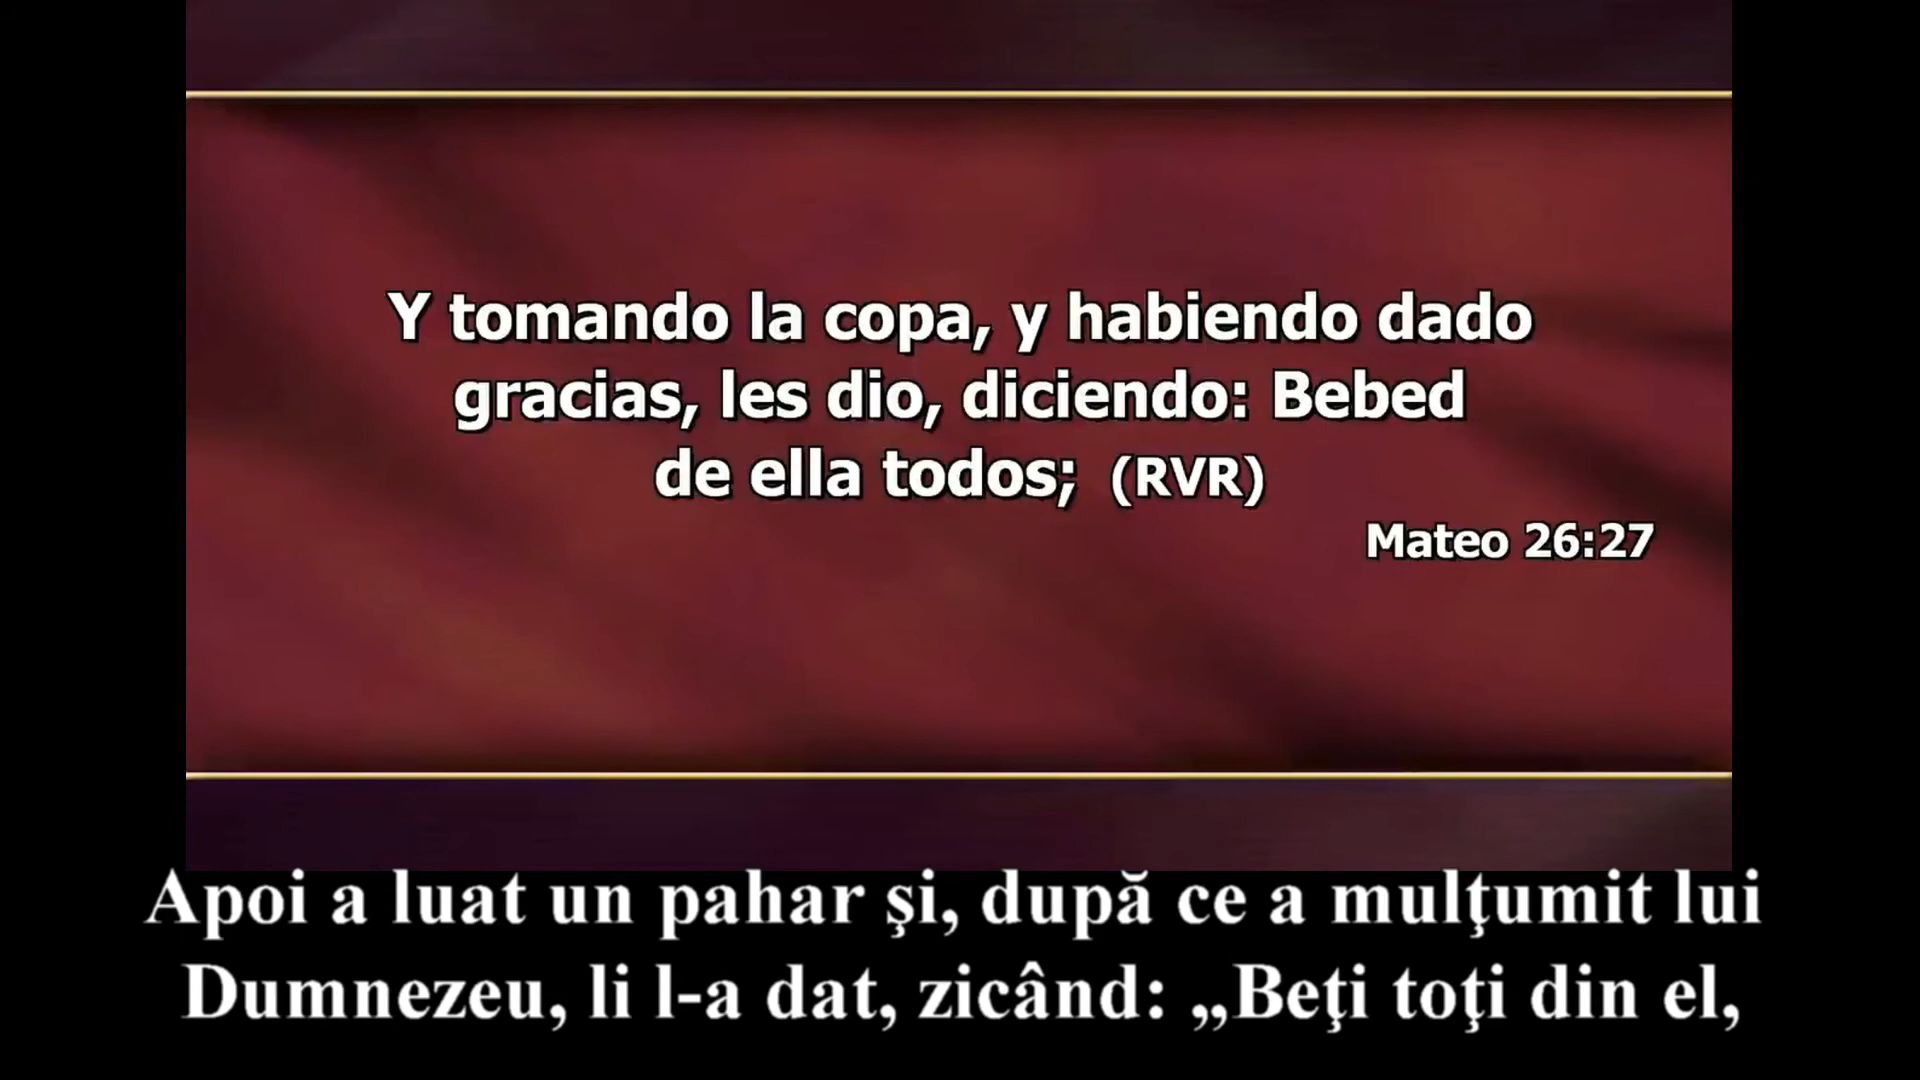 Y tomando la copa, y habiendo dado
gracias, les dio, diciendo: Bebed
de ella todos; (RVR)
Mateo 26:27
Apoi a luat un pahar şi, după ce a mulţumit lui
Dumnezeu, li l-a dat, zicând: „Beţi toţi din el,